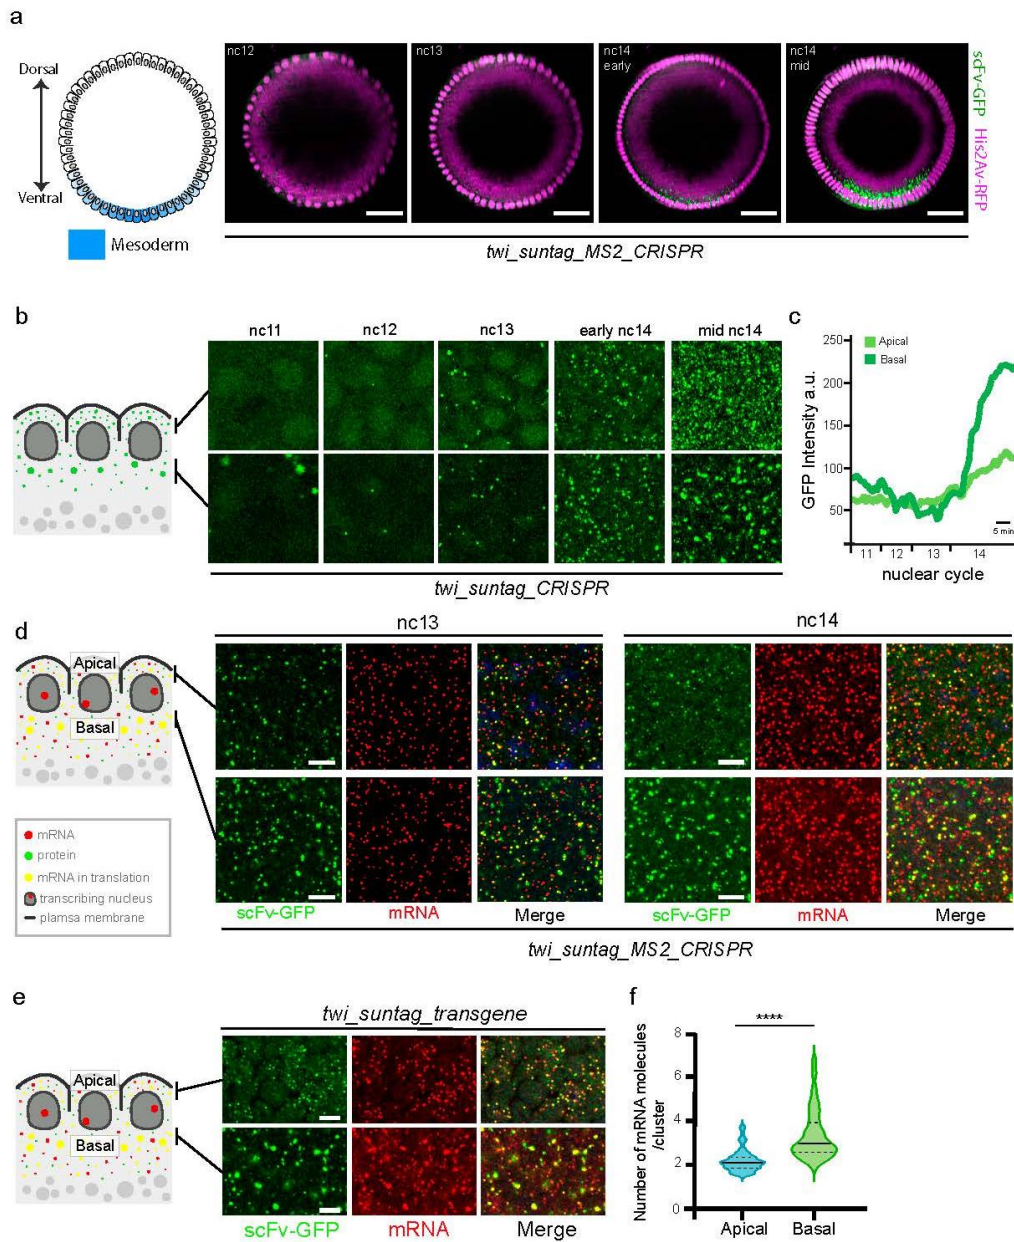 a
Dorsal
Ventral
Mesoderm
nc12
nc13
nc14
early
nc14
mid
scFv-GFP
His2Av-RFP
twi_suntag_MS2_CRISPR
b
nc11
nc12
nc13
early nc14
mid nc14
twi_suntag_CRISPR
c
Apical
Basal
250
200
150
100
50
GFP Intensity a.u.
5 min
11
12
13
14
nuclear cycle
d
nc13
nc14
Apical
Basal
mRNA
protein
mRNA in translation
transcribing nucleus
plamsa membrane
scFv-GFP
mRNA
Merge
scFv-GFP
mRNA
Merge
twi_suntag_MS2_CRISPR
e
twi_suntag_transgene
Apical
Basal
scFv-GFP
mRNA
Merge
f
****
8
6
4
2
0
Number of mRNA molecules
/cluster
Apical
Basal